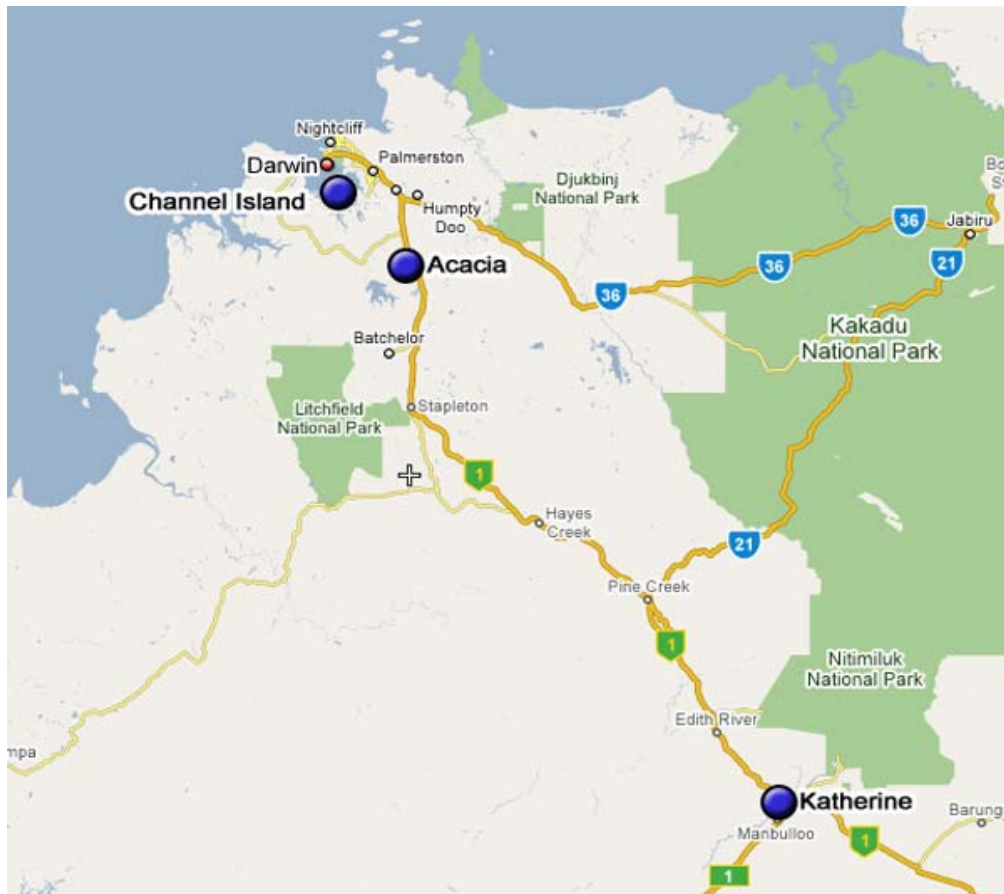 Nightcliff
Darwin
Palmerston
Channel Island
Humpty
Doo
Djukbinj
National Park
Jabiru
36
36
36
21
Acacia
Kakadu
National Park
Batchelor
Litchfield
National Park
Stapleton
1
Hayes
Creek
21
Pine Creek
1
Nitimiluk
National Park
Edith River
mpa
Katherine
Manbulloo
Barung
1
1